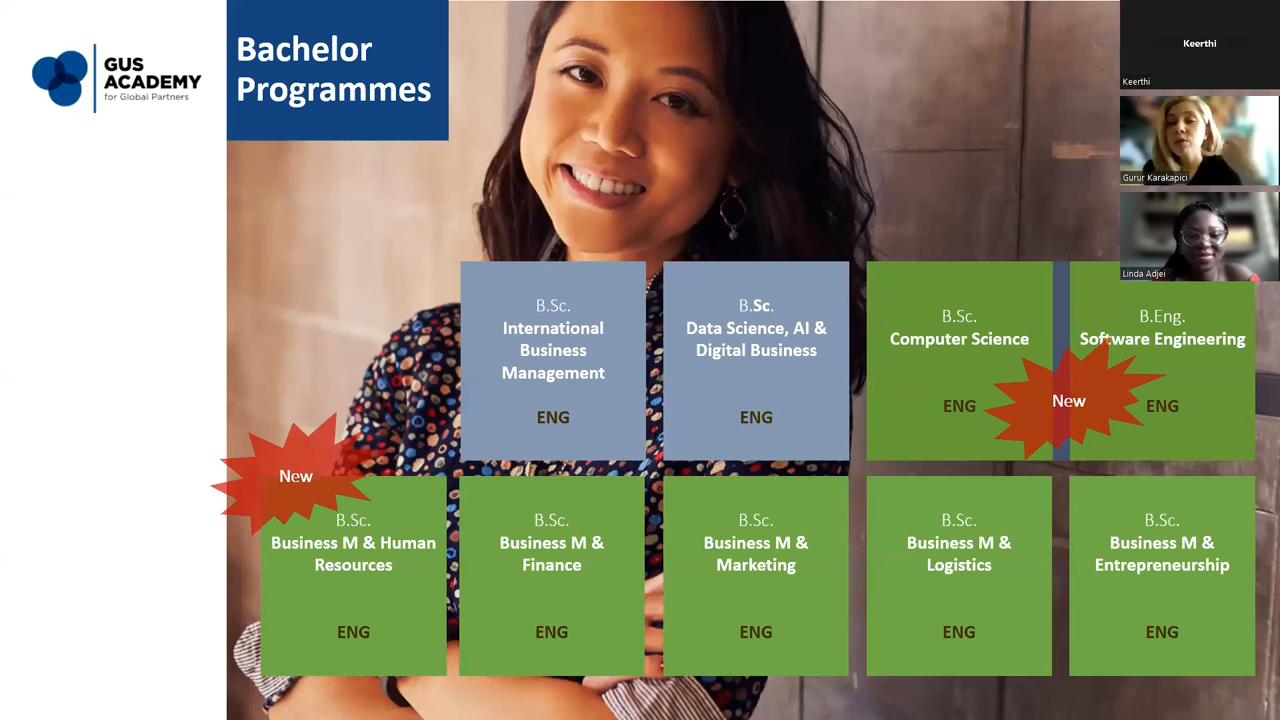 GUS
ACADEMY
for Global Partners
Bachelor
Programmes
Keerthi
Keerthi
Gurur Karakapici
Linda Adjei
B.Sc.
International
Business
Management
ENG
B.Sc.
Data Science, AI &
Digital Business
ENG
B.Sc.
Computer Science
ENG
New
B.Eng.
Software Engineering
ENG
New
B.Sc.
Business M & Human
Resources
ENG
B.Sc.
Business M &
Finance
ENG
B.Sc.
Business M &
Marketing
ENG
B.Sc.
Business M &
Logistics
ENG
B.Sc.
Business M &
Entrepreneurship
ENG